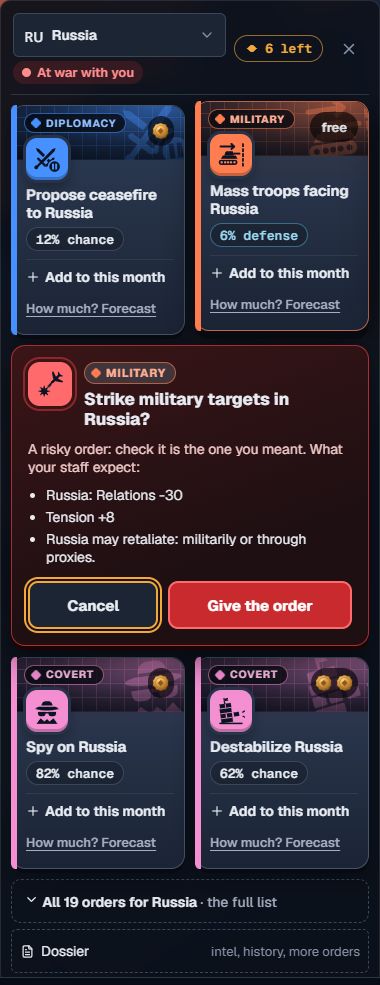 RU Russia
6 left
At war with you
DIPLOMACY
Propose ceasefire
to Russia
12% chance
+ Add to this month
How much? Forecast
MILITARY
free
Mass troops facing
Russia
6% defense
+ Add to this month
How much? Forecast
MILITARY
Strike military targets in
Russia?
A risky order: check it is the one you meant. What
your staff expect:
• Russia: Relations -30
• Tension +8
• Russia may retaliate: militarily or through
proxies.
Cancel
Give the order
COVERT
Spy on Russia
82% chance
+ Add to this month
How much? Forecast
COVERT
Destabilize Russia
62% chance
+ Add to this month
How much? Forecast
All 19 orders for Russia · the full list
Dossier
intel, history, more orders